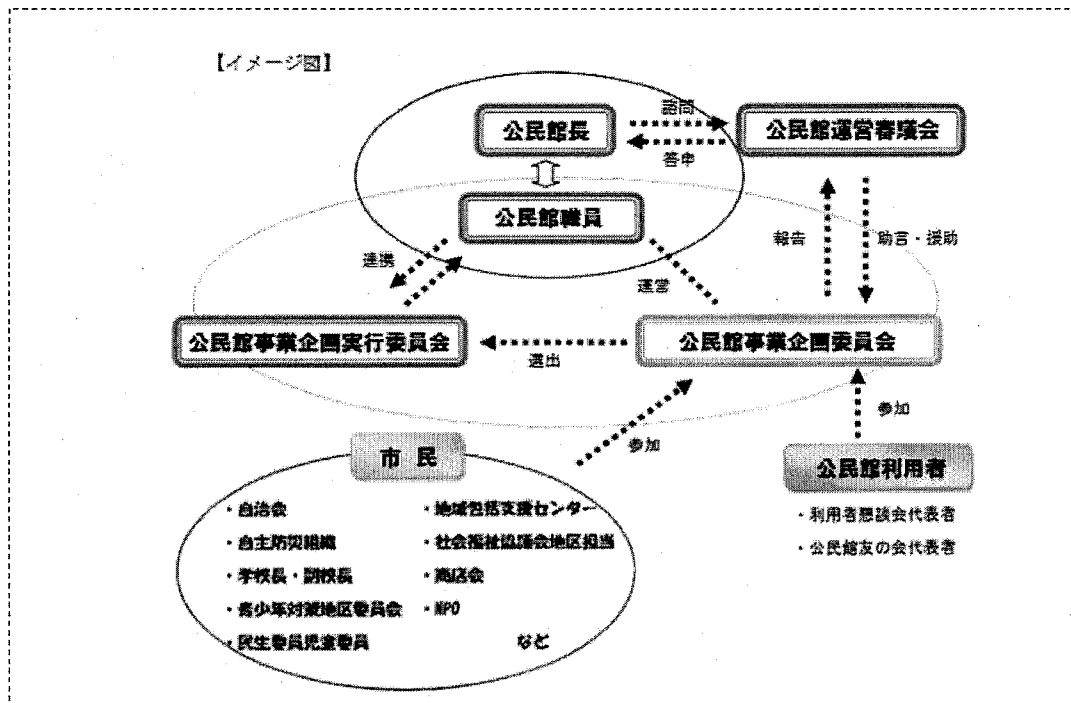 【イメージ図】
公民館長
諮問
答申
公民館運営審議会
公民館職員
連携
運営
報告
助言・援助
公民館事業企画実行委員会
選出
公民館事業企画委員会
参加
参加
市 民
公民館利用者
・自治会
・地域包括支援センター
・自主防災組織
・社会福祉協議会地区担当
・学校長・副校長
・商店会
・青少年対策地区委員会
・NPO
・民生委員児童委員
など
・利用者懇談会代表者
・公民館友の会代表者